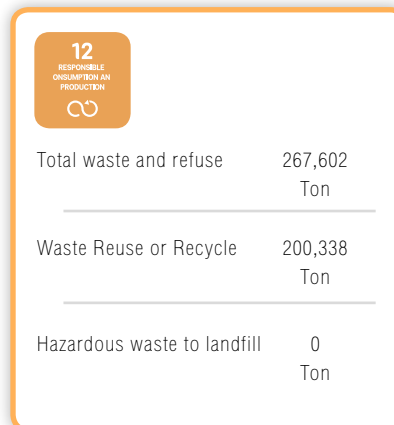 12
RESPONSIBLE
ONSUMPTION AN
PRODUCTION
Total waste and refuse 267,602
Ton
Waste Reuse or Recycle 200,338
Ton
Hazardous waste to landfill 0
Ton